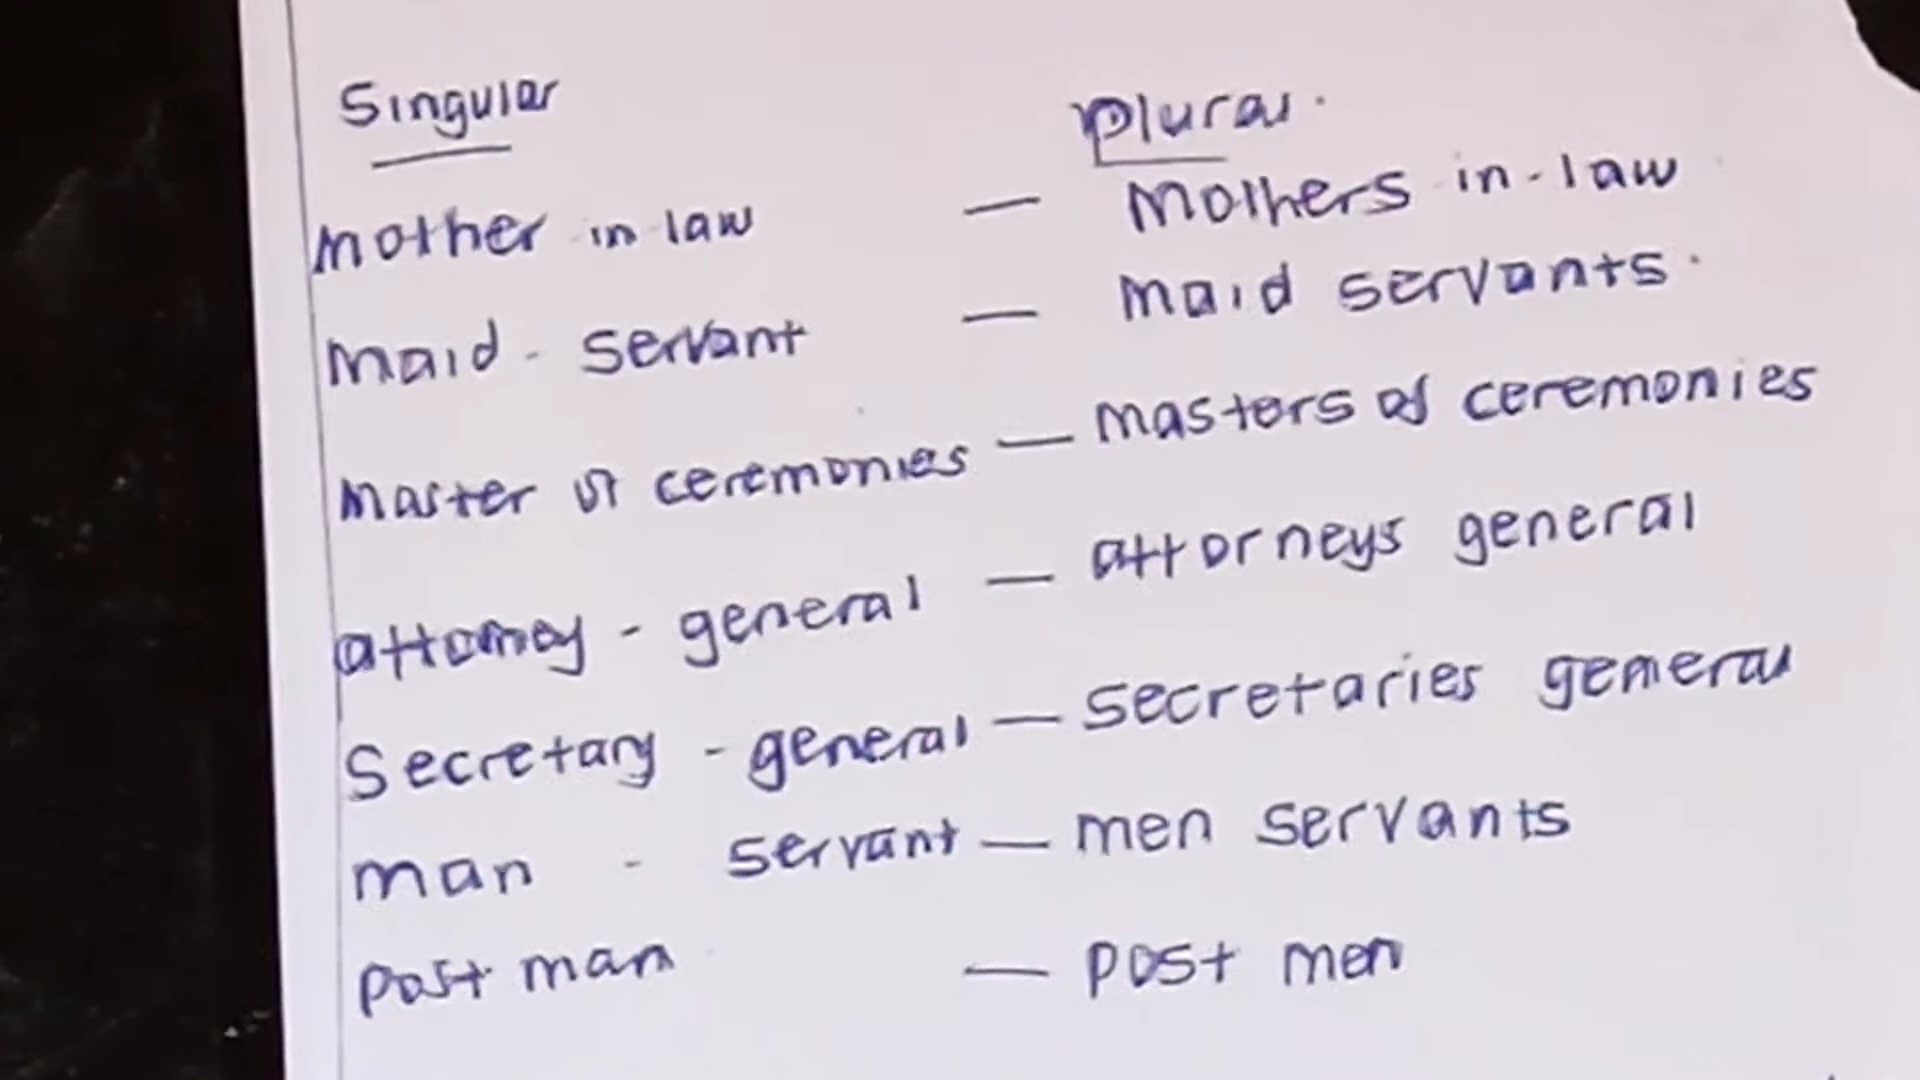 Singular Plural.
Mother in law — Mothers in-law
Maid - servant — Maid servants.
Master of ceremonies — Masters of ceremonies
attorney - general — attorneys general
Secretary - general — Secretaries general
man - servant — men servants
Post man — Post men